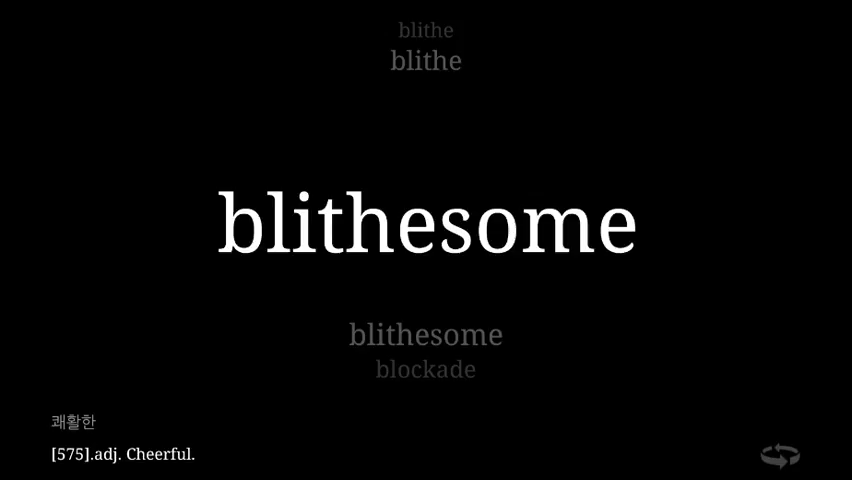 blithe
blithe
blithesome
blithesome
blockade
쾌활한
[575].adj. Cheerful.